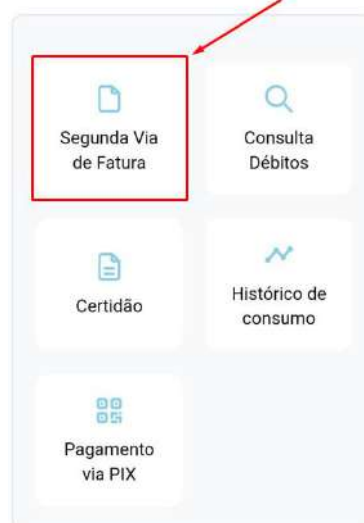 Segunda Via
de Fatura
Consulta
Débitos
Certidão
Histórico de
consumo
Pagamento
via PIX